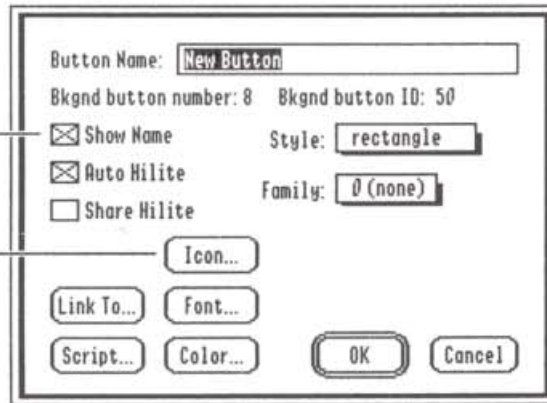 Button Name: New Button
Bkgnd button number: 8 Bkgnd button ID: 50
Show Name Style: rectangle
Auto Hilite
Family: 0 (none)
Share Hilite
Icon...
Link To... Font...
Script... Color... OK Cancel